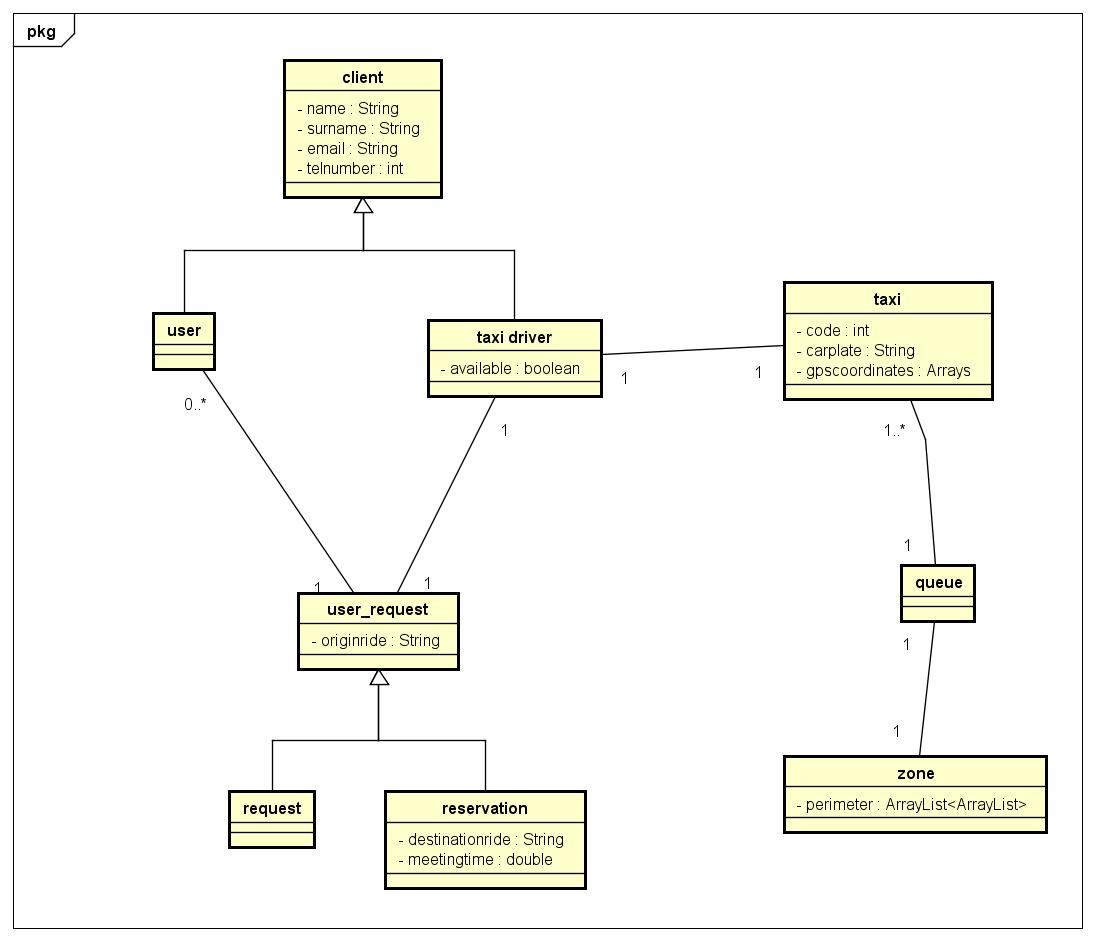 pkg
client
- name : String
- surname : String
- email : String
- telnumber : int
user
taxi driver
- available : boolean
taxi
- code : int
- carplate : String
- gpscoordinates : Arrays
1
1
0..*
1
1..*
1
1
1
user_request
- originride : String
queue
1
1
request
reservation
- destinationride : String
- meetingtime : double
zone
- perimeter : ArrayList<ArrayList>